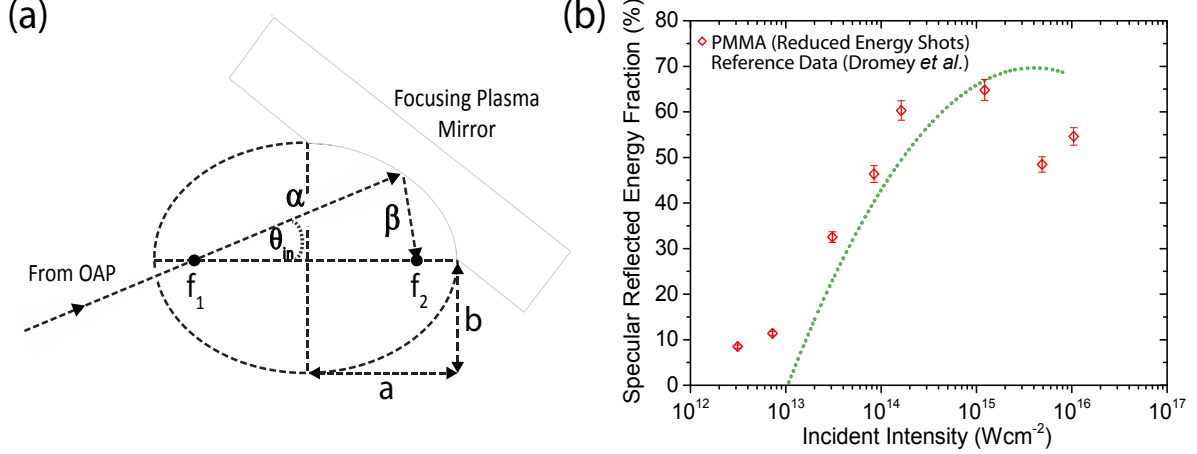 (a)
Focusing Plasma
Mirror
α
β
θin
From OAP
f1
f2
b
a
(b)
Specular Reflected Energy Fraction (%)
80
70
60
50
40
30
20
10
0
PMMA (Reduced Energy Shots)
Reference Data (Dromey et al.)
10^12
10^13
10^14
10^15
10^16
10^17
Incident Intensity (Wcm-2)